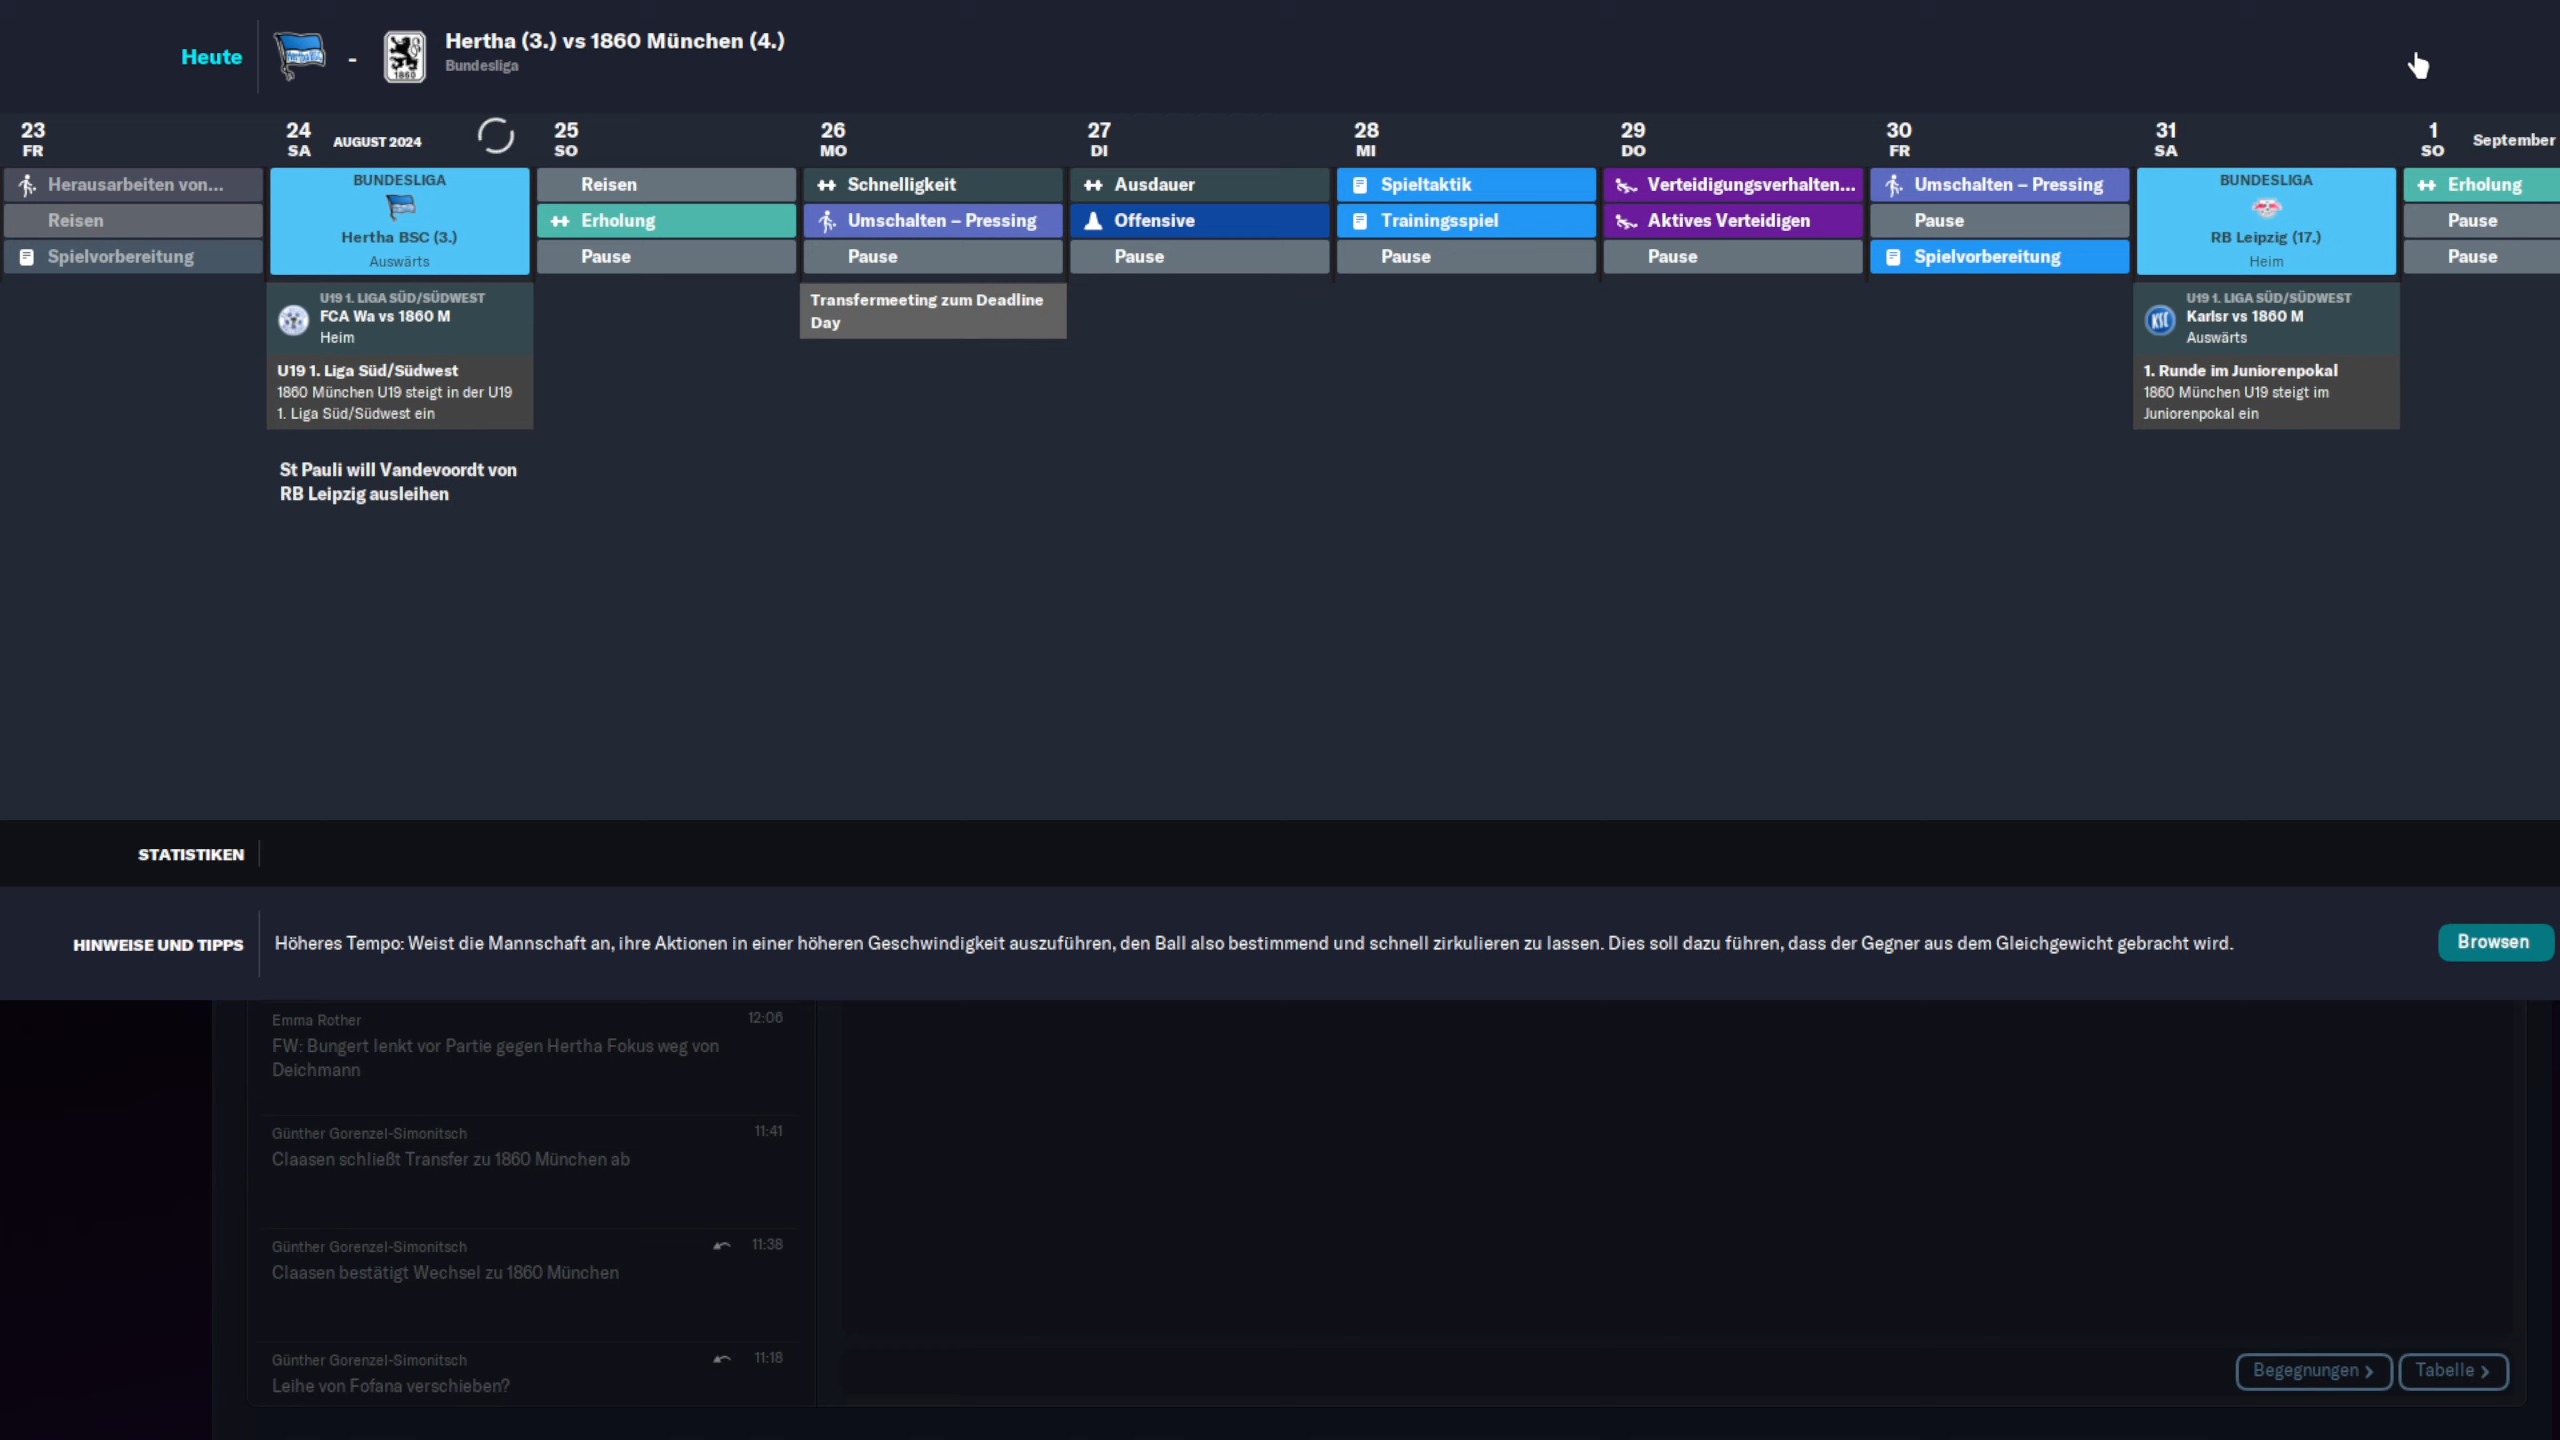 Heute
-
Hertha (3.) vs 1860 München (4.)
Bundesliga
23
FR
24
SA
AUGUST 2024
25
SO
26
MO
27
DI
28
MI
29
DO
30
FR
31
SA
1
SO
September
Herausarbeiten von...
Reisen
Spielvorbereitung
BUNDESLIGA
Hertha BSC (3.)
Auswärts
Reisen
Erholung
Pause
Schnelligkeit
Umschalten – Pressing
Pause
Ausdauer
Offensive
Pause
Spieltaktik
Trainingsspiel
Pause
Verteidigungsverhalten...
Aktives Verteidigen
Pause
Umschalten – Pressing
Pause
Spielvorbereitung
BUNDESLIGA
RB Leipzig (17.)
Heim
Erholung
Pause
Pause
U19 1. LIGA SÜD/SÜDWEST
FCA Wa vs 1860 M
Heim
U19 1. Liga Süd/Südwest
1860 München U19 steigt in der U19
1. Liga Süd/Südwest ein
St Pauli will Vandevoordt von
RB Leipzig ausleihen
Transfermeeting zum Deadline
Day
U19 1. LIGA SÜD/SÜDWEST
Karlsr vs 1860 M
Auswärts
1. Runde im Juniorenpokal
1860 München U19 steigt im
Juniorenpokal ein
STATISTIKEN
HINWEISE UND TIPPS
Höheres Tempo: Weist die Mannschaft an, ihre Aktionen in einer höheren Geschwindigkeit auszuführen, den Ball also bestimmend und schnell zirkulieren zu lassen. Dies soll dazu führen, dass der Gegner aus dem Gleichgewicht gebracht wird.
Browsen
Emma Rother
12:06
FW: Bungert lenkt vor Partie gegen Hertha Fokus weg von
Deichmann
Günther Gorenzel-Simonitsch
11:41
Claasen schließt Transfer zu 1860 München ab
Günther Gorenzel-Simonitsch
11:38
Claasen bestätigt Wechsel zu 1860 München
Günther Gorenzel-Simonitsch
11:18
Leihe von Fofana verschieben?
Begegnungen
Tabelle
1860
KSC